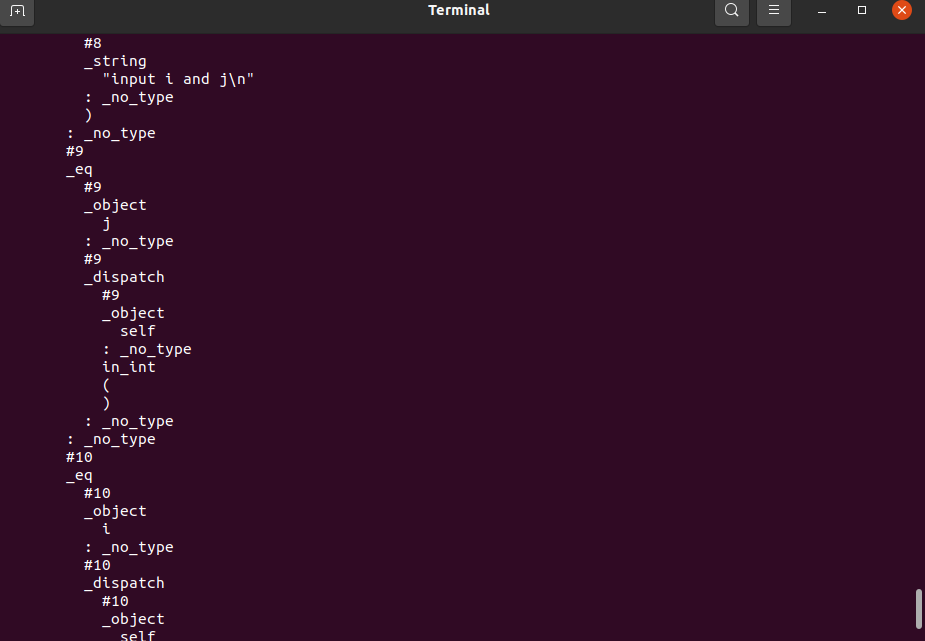 Terminal
#8
_string
"input i and j\n"
: _no_type
)
: _no_type
#9
_eq
#9
_object
j
: _no_type
#9
_dispatch
#9
_object
self
: _no_type
in_int
(
)
: _no_type
: _no_type
#10
_eq
#10
_object
i
: _no_type
#10
_dispatch
#10
_object
self